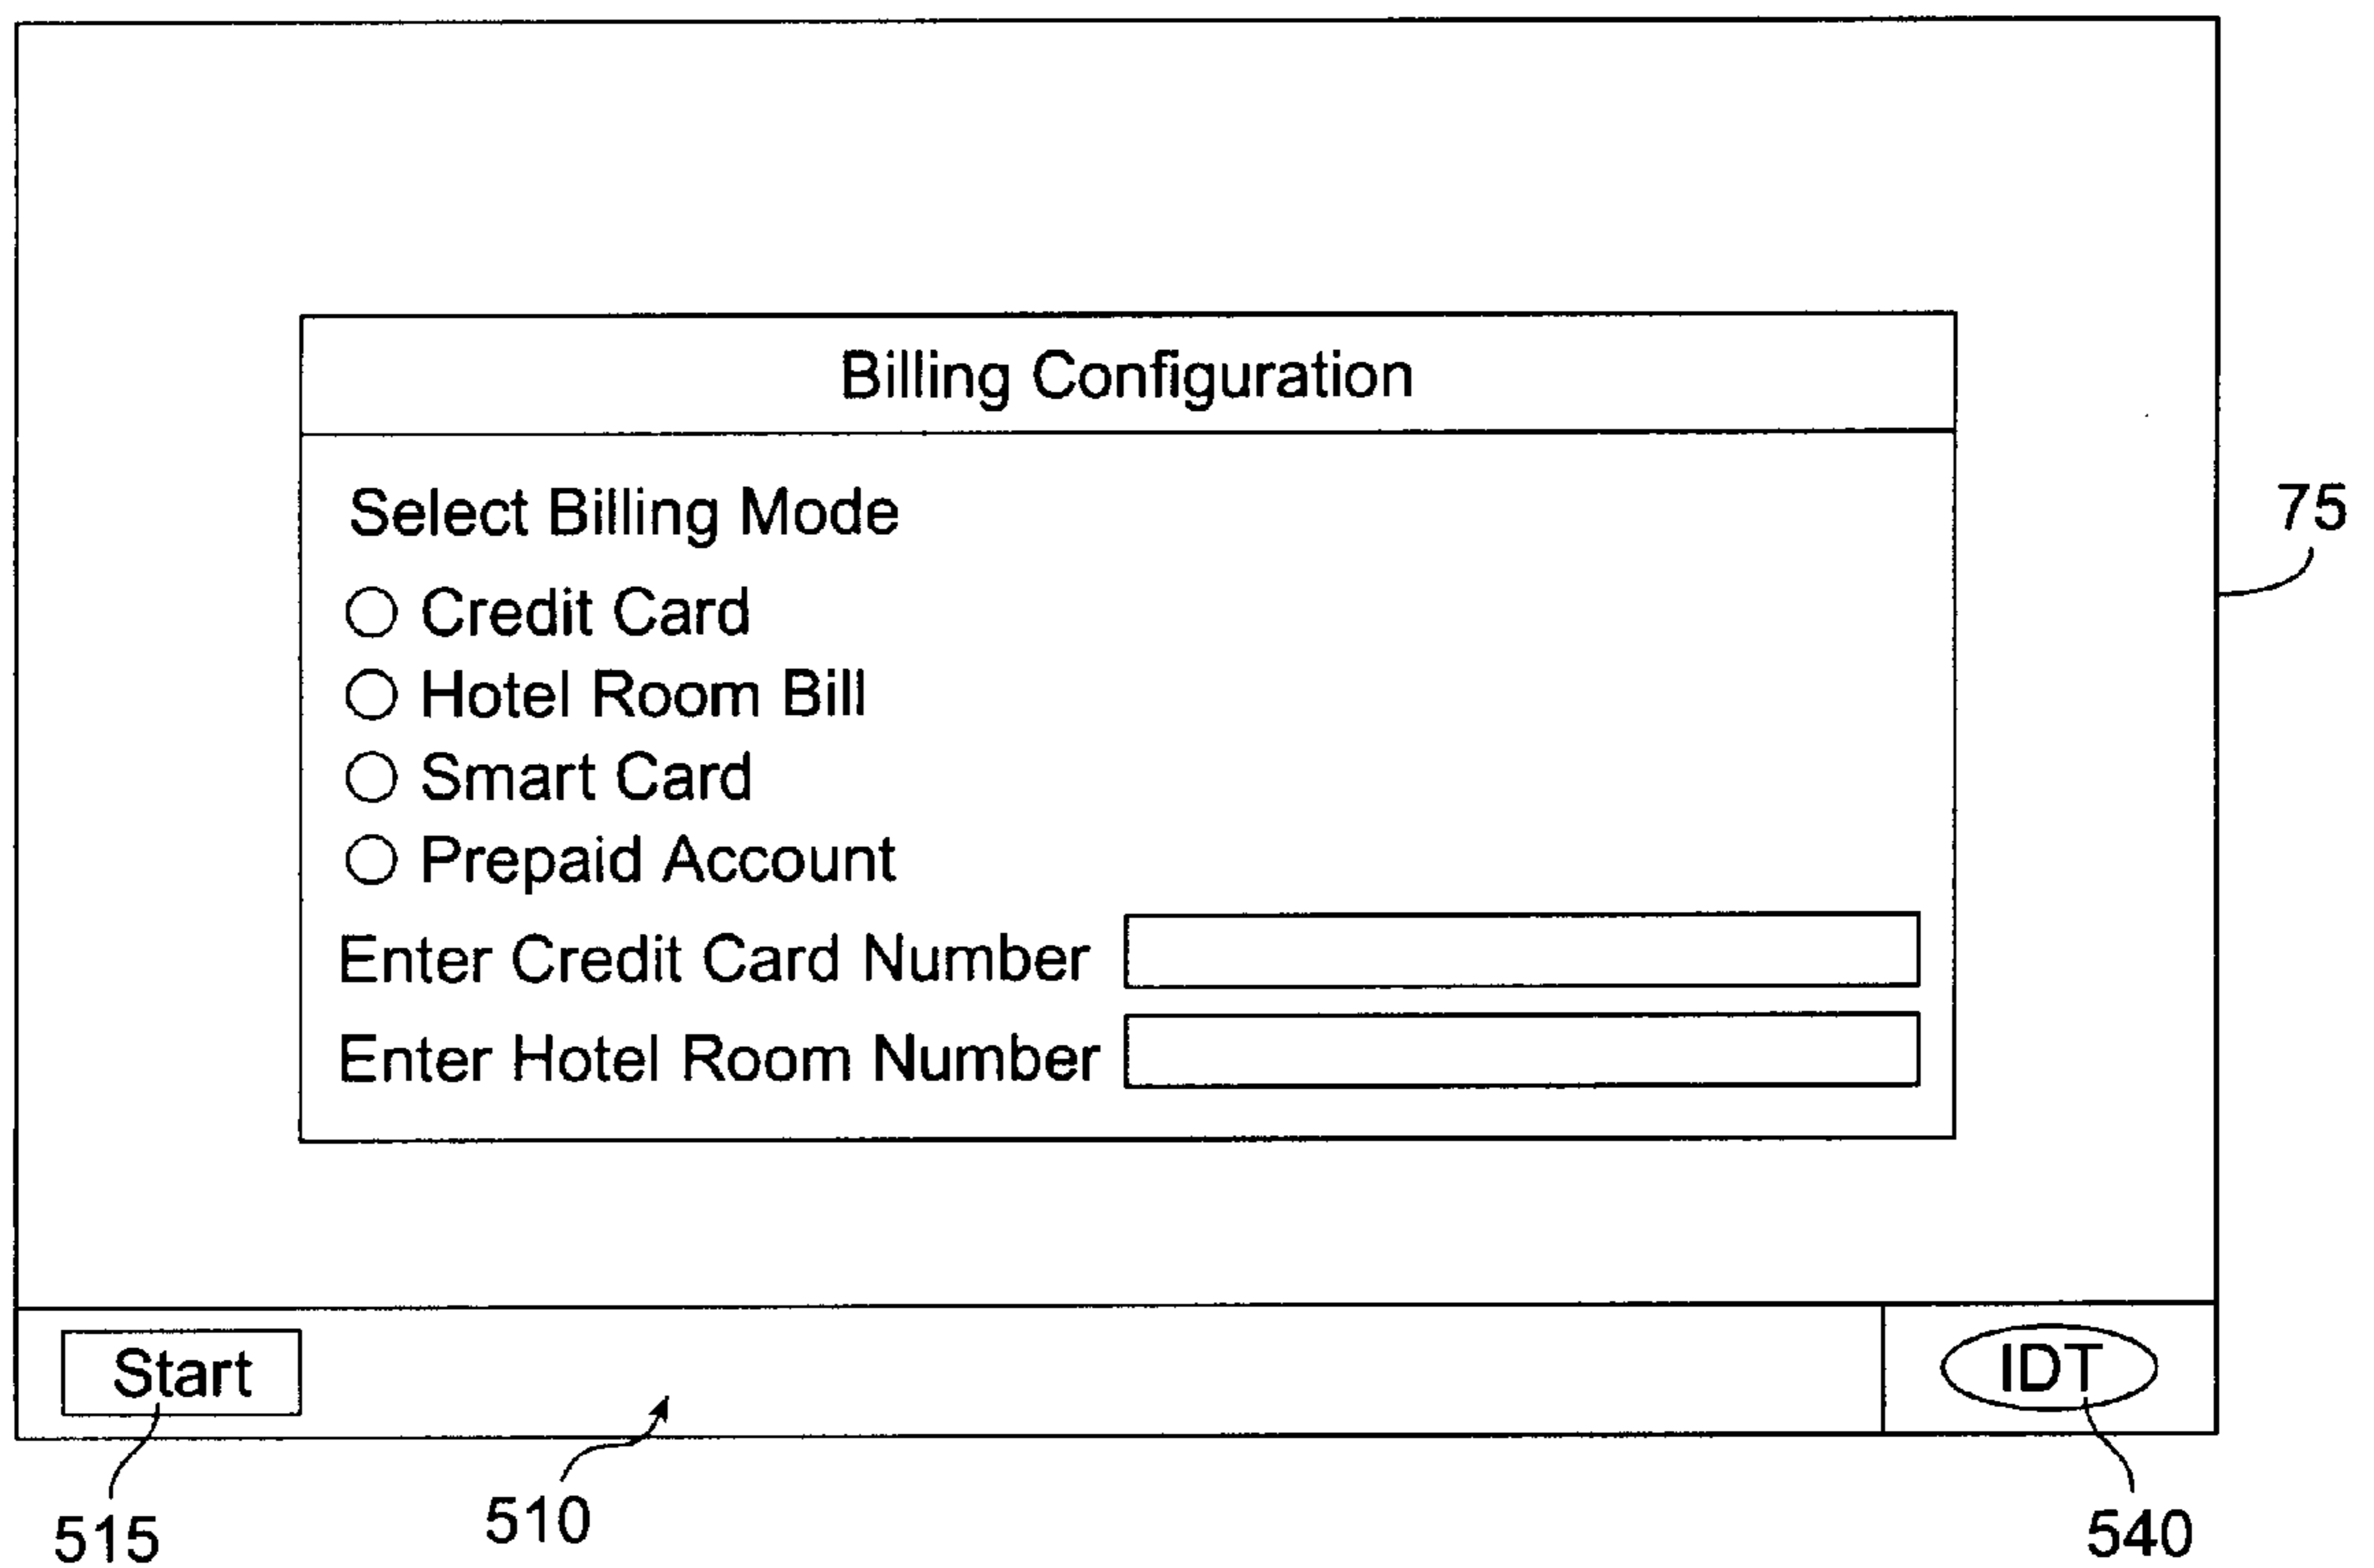 Billing Configuration
Select Billing Mode
75
Credit Card
Hotel Room Bill
Smart Card
Prepaid Account
Enter Credit Card Number
Enter Hotel Room Number
Start
IDT
515
510
540